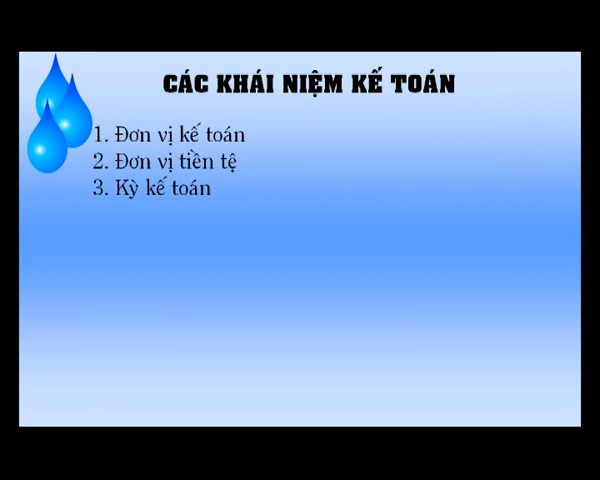 CÁC KHÁI NIỆM KẾ TOÁN
1. Đơn vị kế toán
2. Đơn vị tiền tệ
3. Kỳ kế toán